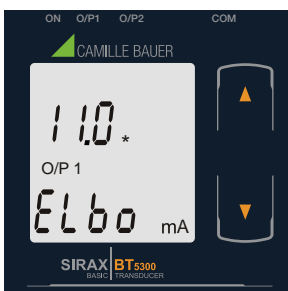 ON O/P1 O/P2 COM
CAMILLE BAUER
11.0 *
O/P 1
ELbo mA
SIRAX BT5300
BASIC TRANSDUCER